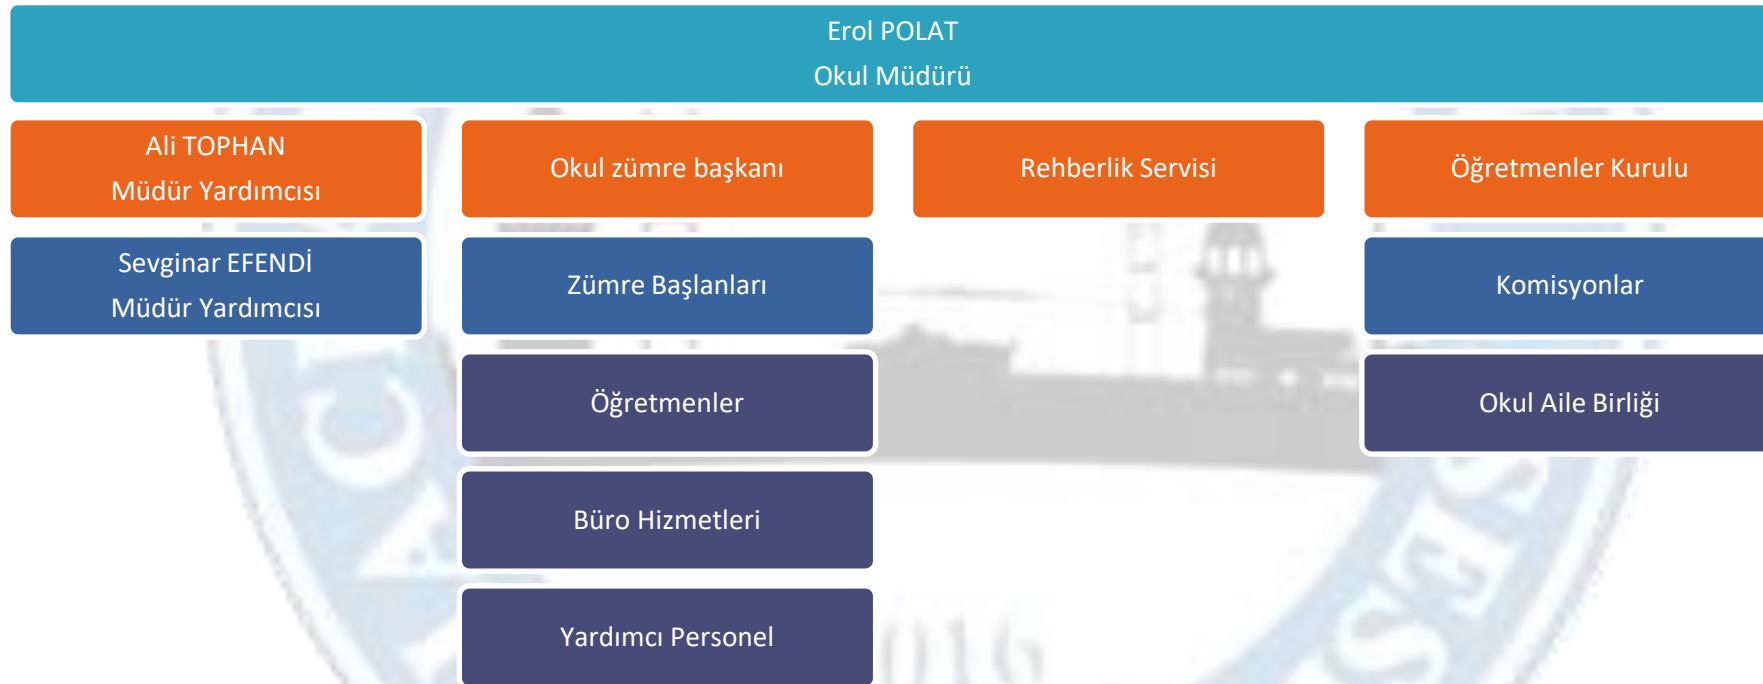 Erol POLAT
Okul Müdürü
Ali TOPHAN
Müdür Yardımcısı
Okul zümre başkanı
Rehberlik Servisi
Öğretmenler Kurulu
Sevginar EFENDİ
Müdür Yardımcısı
Zümre Başlanları
Komisyonlar
Öğretmenler
Okul Aile Birliği
Büro Hizmetleri
Yardımcı Personel